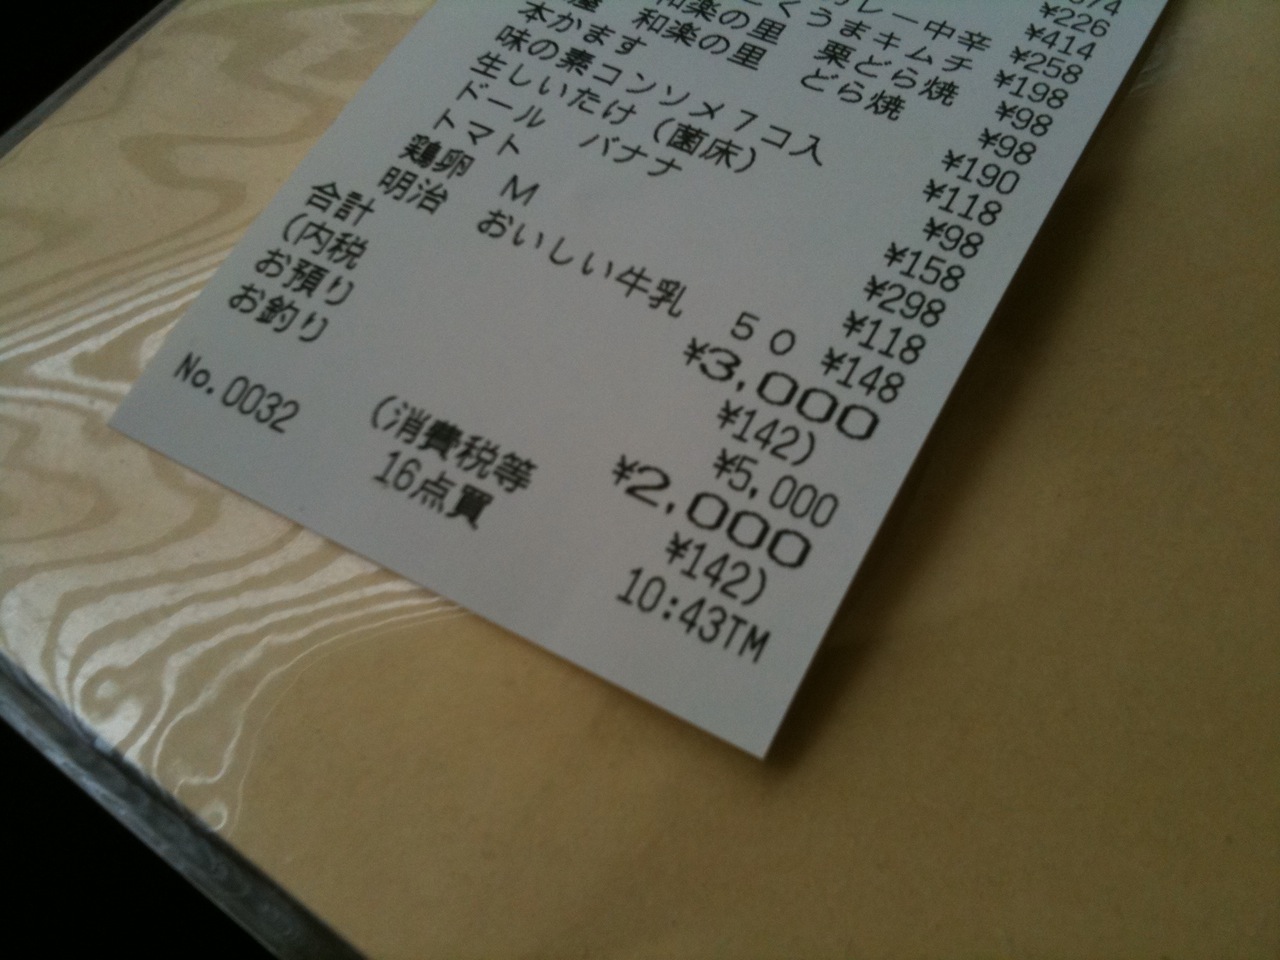 ¥226
¥414
レー中辛 ¥258
くうまキムチ ¥198
和楽の里 栗どら焼 ¥98
和楽の里 どら焼 ¥98
本かます ¥190
味の素コンソメ7コ入 ¥118
生しいたけ(菌床) ¥98
ドール バナナ ¥158
トマト ¥298
鶏卵 M ¥118
明治 おいしい牛乳 50 ¥148
合計 ¥3,000
(内税 ¥142)
お預り ¥5,000
お釣り ¥2,000
(消費税等 ¥142)
No.0032 16点買 10:43TM